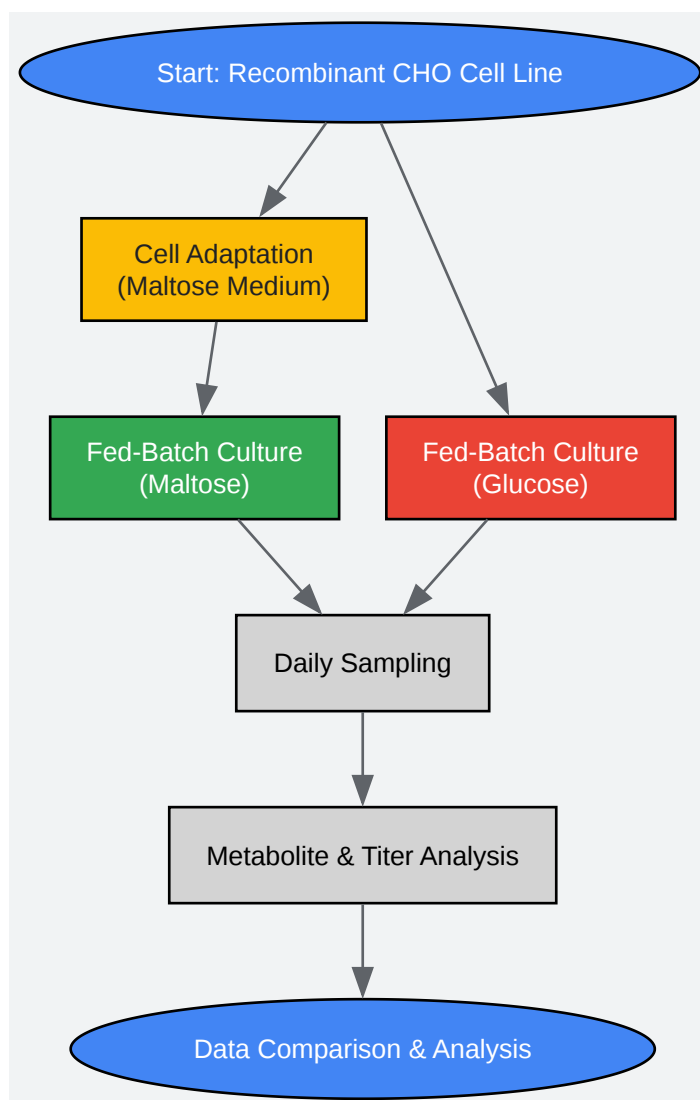 Start: Recombinant CHO Cell Line
Cell Adaptation
(Maltose Medium)
Fed-Batch Culture
(Maltose)
Fed-Batch Culture
(Glucose)
Daily Sampling
Metabolite & Titer Analysis
Data Comparison & Analysis